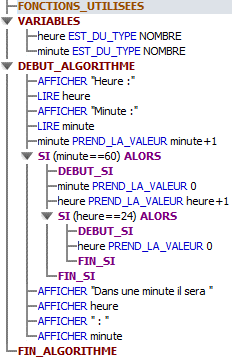 FONCTIONS_UTILISEES
VARIABLES
heure EST_DU_TYPE NOMBRE
minute EST_DU_TYPE NOMBRE
DEBUT_ALGORITHME
AFFICHER "Heure :"
LIRE heure
AFFICHER "Minute :"
LIRE minute
minute PREND_LA_VALEUR minute+1
SI (minute==60) ALORS
DEBUT_SI
minute PREND_LA_VALEUR 0
heure PREND_LA_VALEUR heure+1
SI (heure==24) ALORS
DEBUT_SI
heure PREND_LA_VALEUR 0
FIN_SI
FIN_SI
AFFICHER "Dans une minute il sera "
AFFICHER heure
AFFICHER " : "
AFFICHER minute
FIN_ALGORITHME